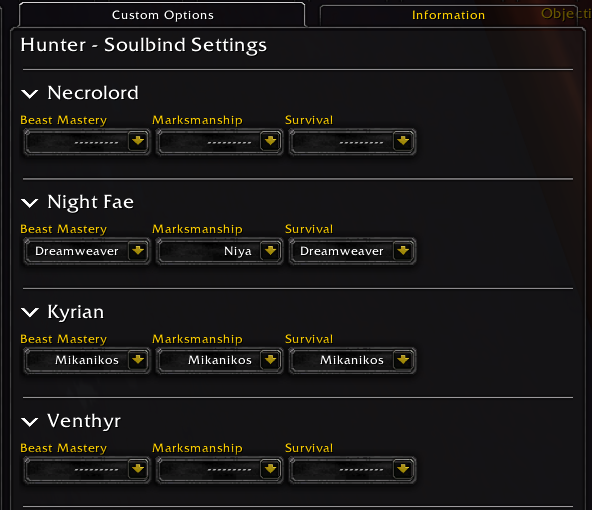 Custom Options Information Objecti
Hunter - Soulbind Settings
Necrolord
Beast Mastery Marksmanship Survival
--------- --------- ---------
Night Fae
Beast Mastery Marksmanship Survival
Dreamweaver Niya Dreamweaver
Kyrian
Beast Mastery Marksmanship Survival
Mikanikos Mikanikos Mikanikos
Venthyr
Beast Mastery Marksmanship Survival
--------- --------- ---------